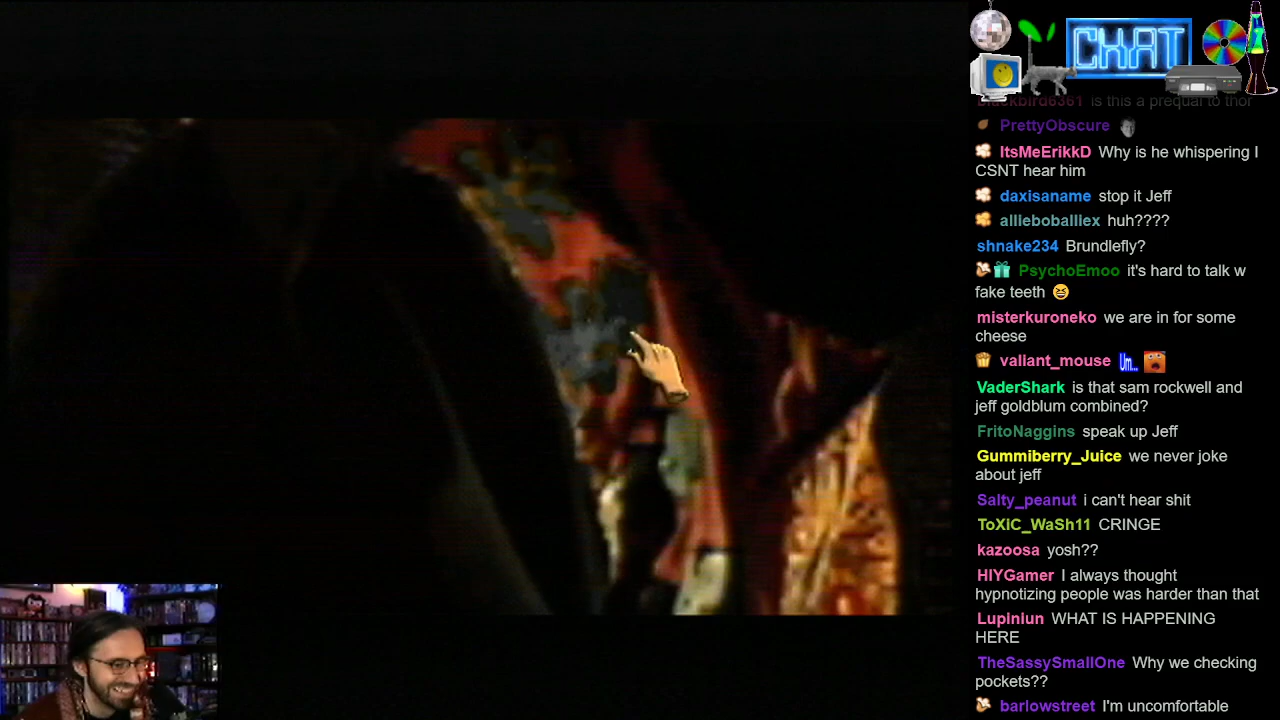 CHAT
blackbird6361 is this a prequel to thor
PrettyObscure
ItsMeErikkD Why is he whispering I
CSNT hear him
daxisaname stop it Jeff
allieboballiex huh????
shnake234 Brundlefly?
PsychoEmoo it's hard to talk w
fake teeth
misterkuroneko we are in for some
cheese
valiant_mouse Um...
VaderShark is that sam rockwell and
jeff goldblum combined?
FritoNaggins speak up Jeff
Gummiberry_Juice we never joke
about jeff
Salty_peanut i can't hear shit
ToXIC_WaSh11 CRINGE
kazoosa yosh??
HIYGamer I always thought
hypnotizing people was harder than that
Lupiniun WHAT IS HAPPENING
HERE
TheSassySmallOne Why we checking
pockets??
barlowstreet I'm uncomfortable